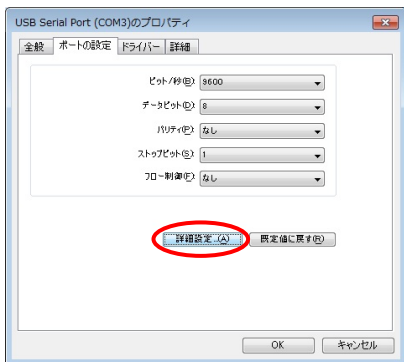 USB Serial Port (COM3)のプロパティ
全般 ポートの設定 ドライバー 詳細
ビット/秒(B): 9600
データ ビット(D): 8
パリティ(P): なし
ストップ ビット(S): 1
フロー制御(F): なし
詳細設定...(A) 既定値に戻す(R)
OK キャンセル